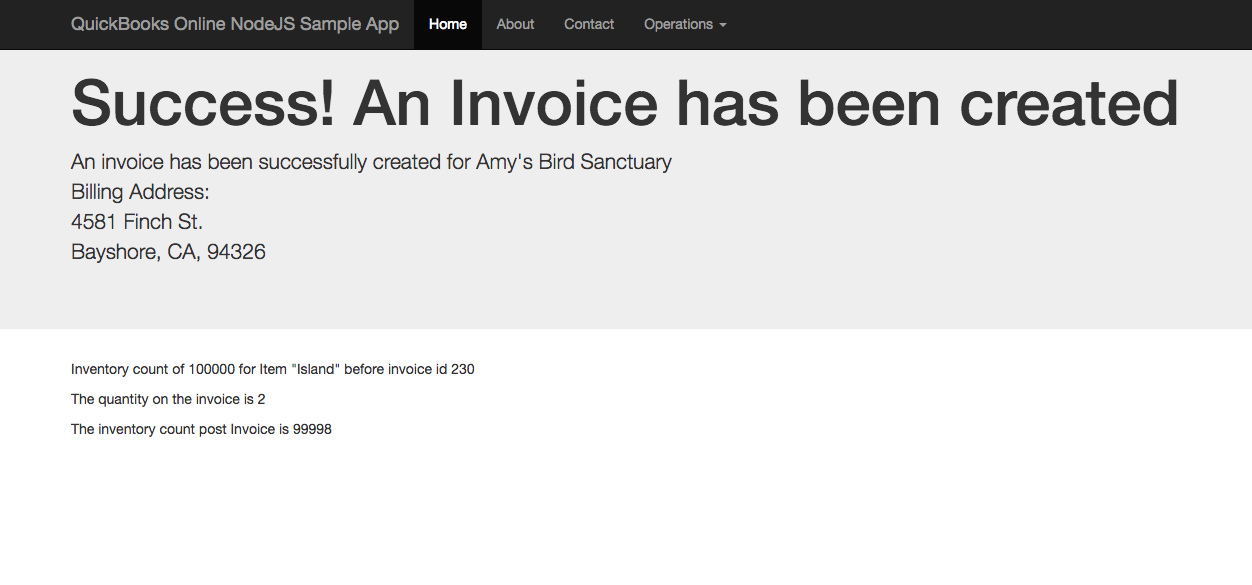 QuickBooks Online NodeJS Sample App Home About Contact Operations
Success! An Invoice has been created
An invoice has been successfully created for Amy's Bird Sanctuary
Billing Address:
4581 Finch St.
Bayshore, CA, 94326
Inventory count of 100000 for Item "Island" before invoice id 230
The quantity on the invoice is 2
The inventory count post Invoice is 99998